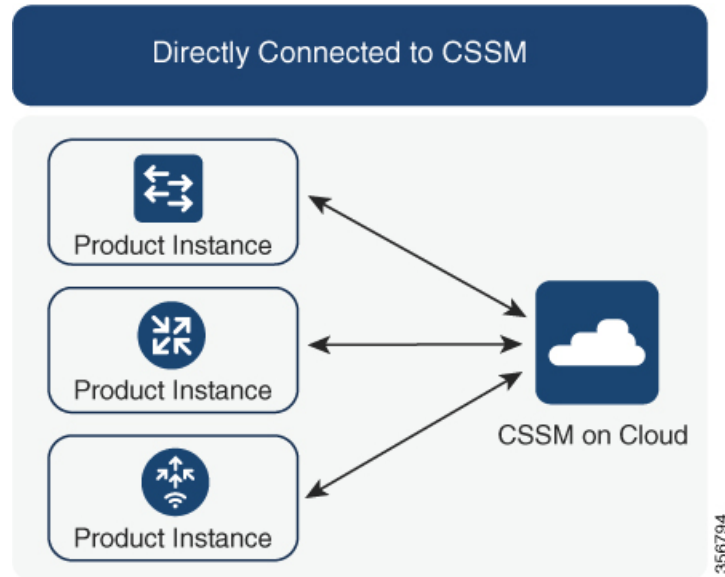 Directly Connected to CSSM
Product Instance
Product Instance
Product Instance
CSSM on Cloud
356794